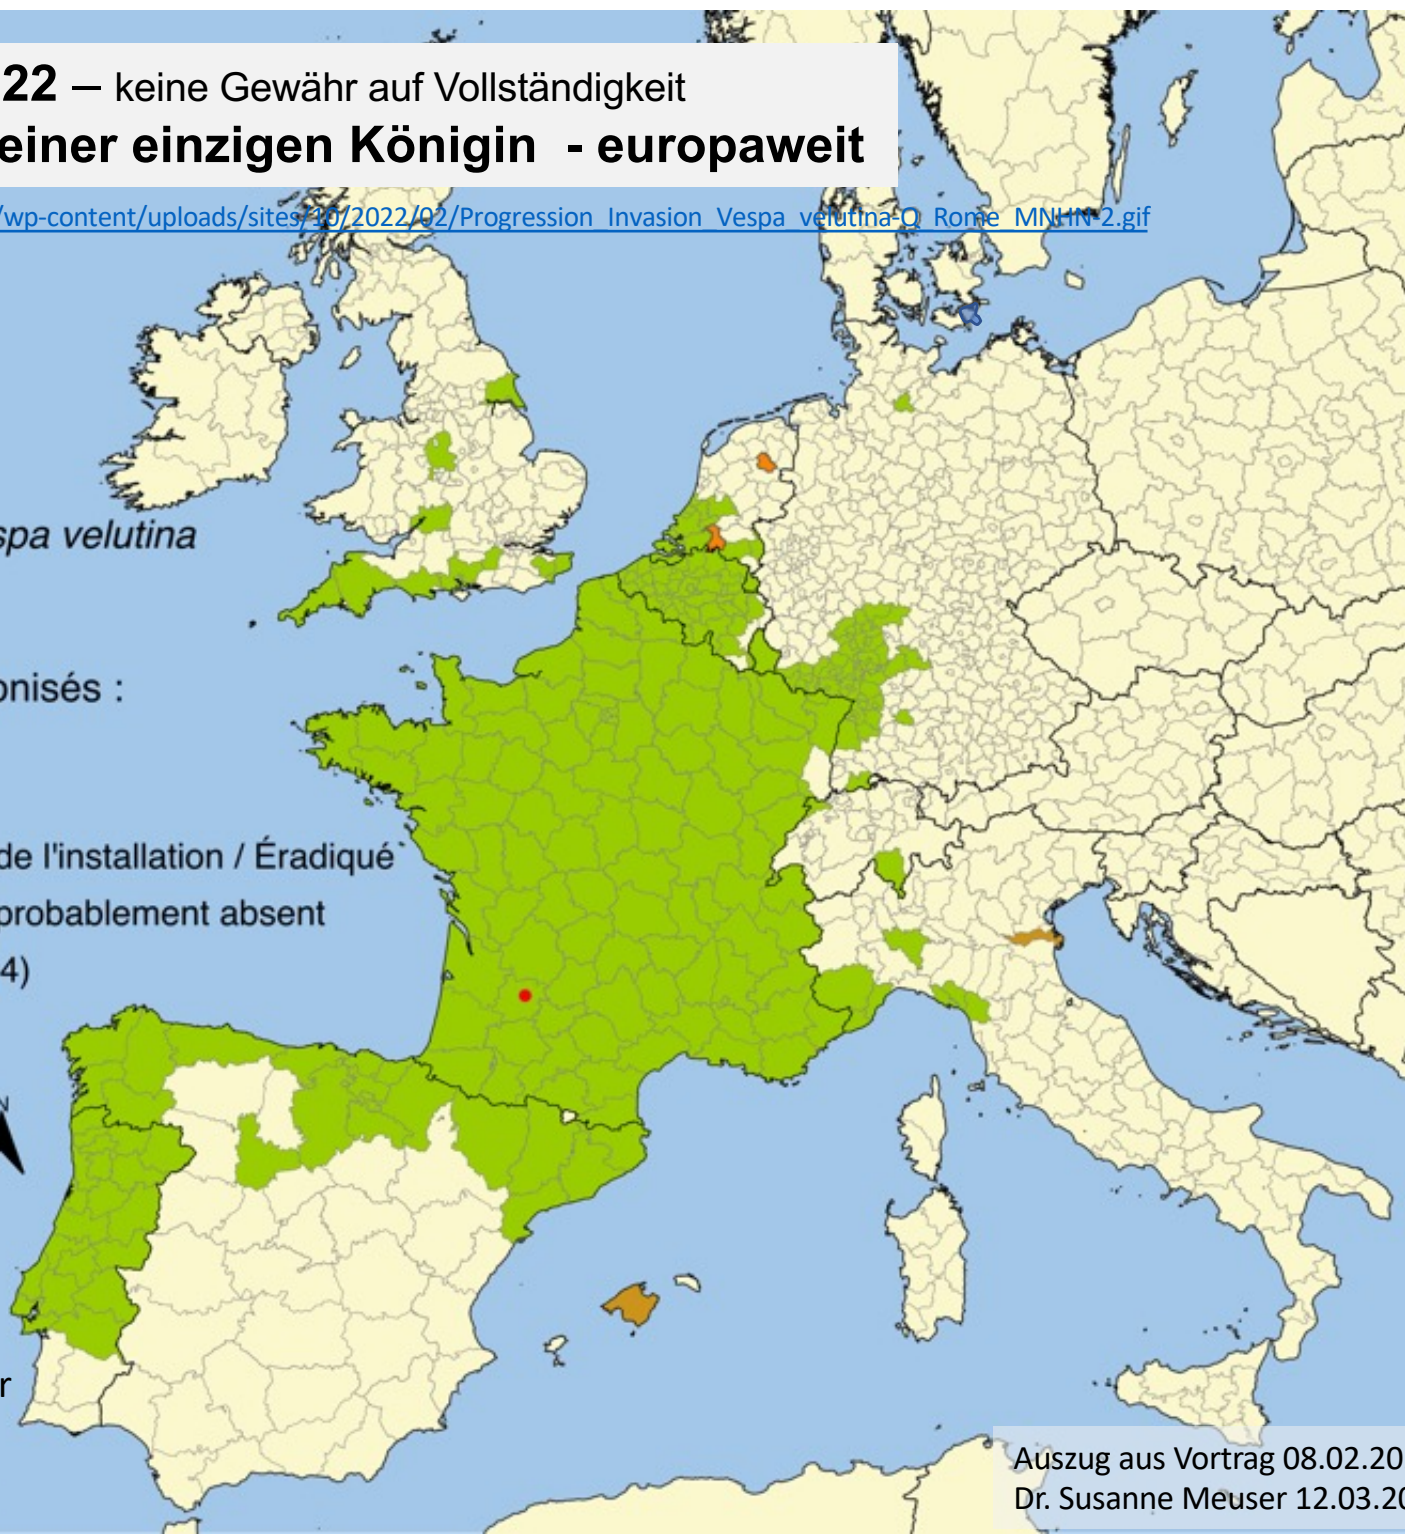 22 – keine Gewähr auf Vollständigkeit
einer einzigen Königin - europaweit
/wp-content/uploads/sites/10/2022/02/Progression_Invasion_Vespa_velutina-Q_Rome_MNHN-2.gif
spa velutina
onisés :
de l'installation / Éradiqué
probablement absent
4)
N
r
Auszug aus Vortrag 08.02.20
Dr. Susanne Meuser 12.03.20